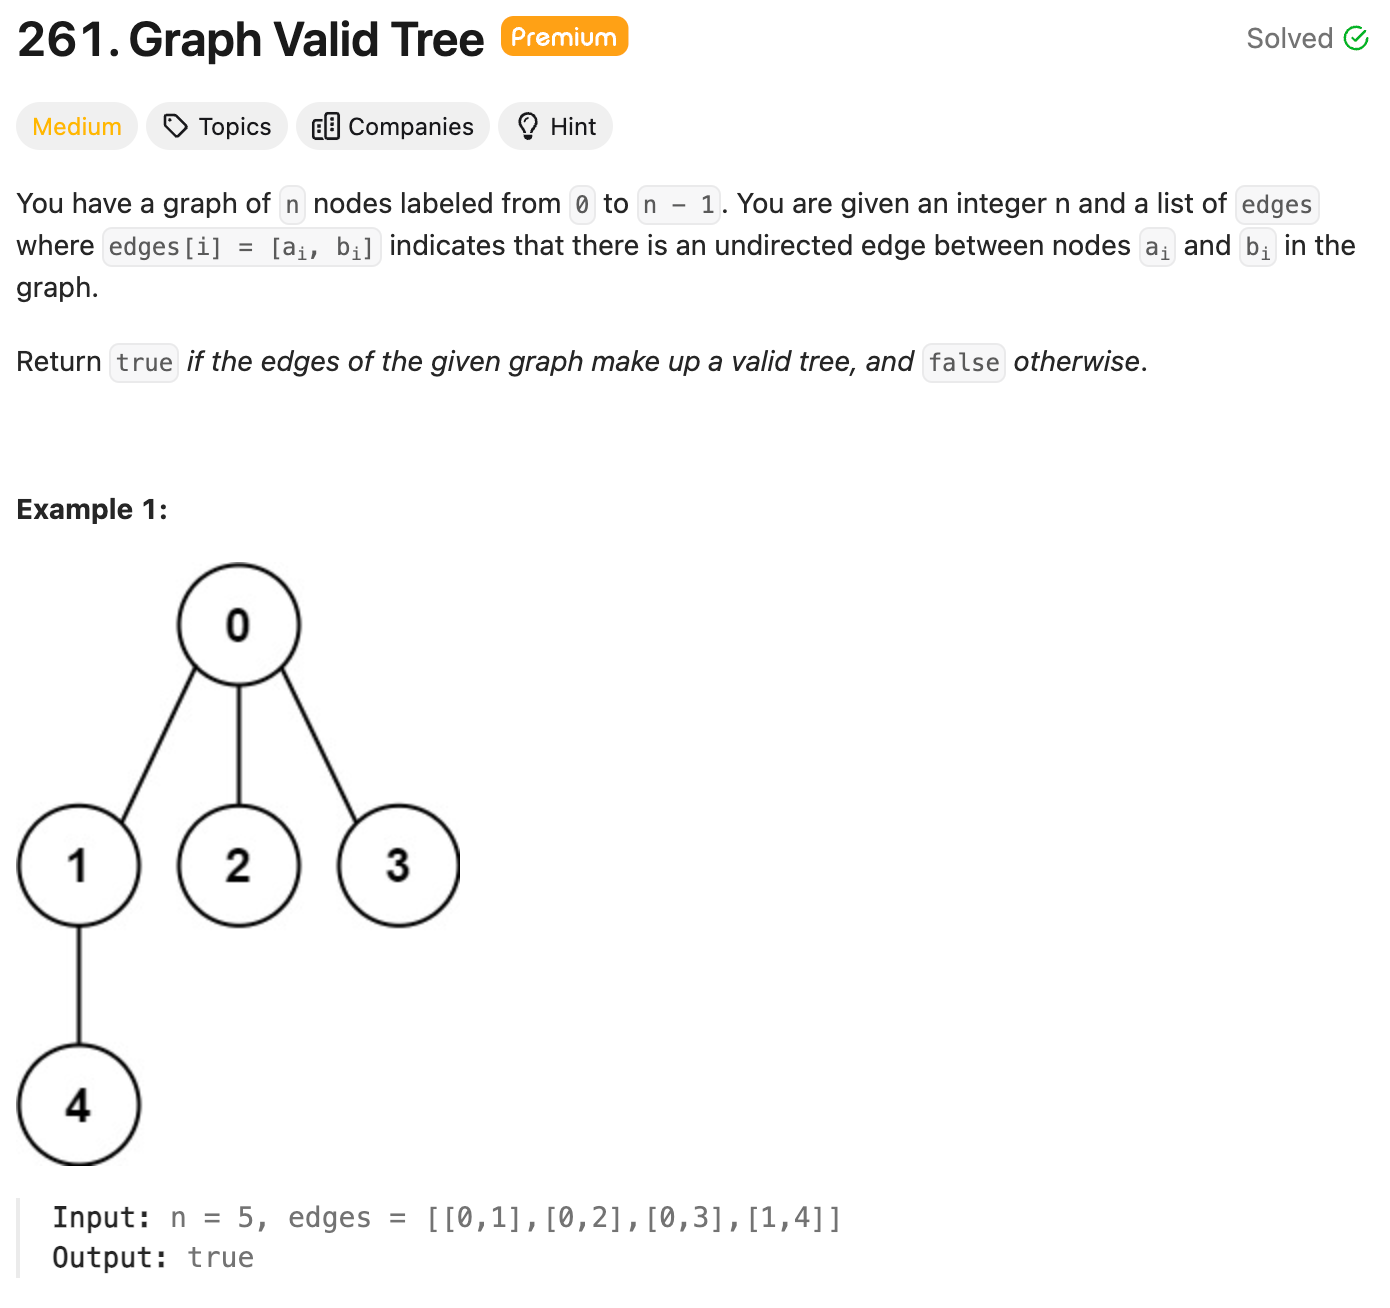 261. Graph Valid Tree Premium Solved
Medium Topics Companies Hint
You have a graph of n nodes labeled from 0 to n - 1. You are given an integer n and a list of edges
where edges[i] = [aᵢ, bᵢ] indicates that there is an undirected edge between nodes aᵢ and bᵢ in the
graph.
Return true if the edges of the given graph make up a valid tree, and false otherwise.
Example 1:
0
1 2 3
4
Input: n = 5, edges = [[0,1],[0,2],[0,3],[1,4]]
Output: true